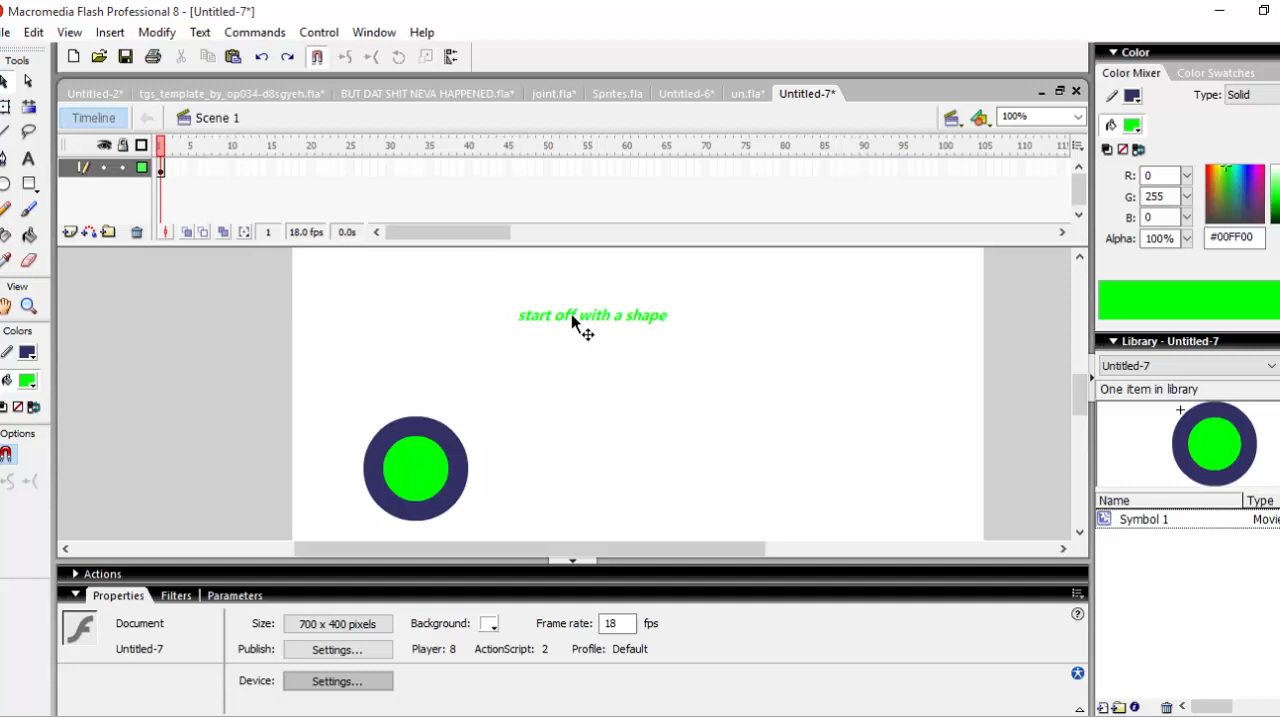 Macromedia Flash Professional 8 - [Untitled-7*]
File Edit View Insert Modify Text Commands Control Window Help
Tools
View
Colors
Options
Untitled-2* tgs_template_by_op034-d8sgyeh.fla* BUT DAT SHIT NEVA HAPPENED.fla* joint.fla* Sprites.fla Untitled-6* un.fla* Untitled-7*
Timeline Scene 1 100%
1 5 10 15 20 25 30 35 40 45 50 55 60 65 70 75 80 85 90 95 100 105 110 115
1 18.0 fps 0.0s
start off with a shape
Actions
Properties Filters Parameters
Document
Untitled-7
Size: 700 x 400 pixels Background: Frame rate: 18 fps
Publish: Settings... Player: 8 ActionScript: 2 Profile: Default
Device: Settings...
Color
Color Mixer Color Swatches
Type: Solid
R: 0
G: 255
B: 0
Alpha: 100% #00FF00
Library - Untitled-7
Untitled-7
One item in library
Name Type
Symbol 1 Movie